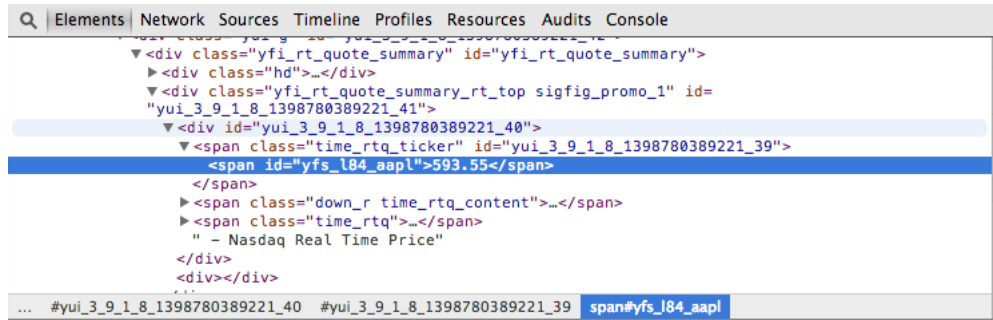 Elements Network Sources Timeline Profiles Resources Audits Console
<div class="yfi_rt_quote_summary" id="yfi_rt_quote_summary">
<div class="hd">…</div>
<div class="yfi_rt_quote_summary_rt_top sigfig_promo_1" id=
"yui_3_9_1_8_1398780389221_41">
<div id="yui_3_9_1_8_1398780389221_40">
<span class="time_rtq_ticker" id="yui_3_9_1_8_1398780389221_39">
<span id="yfs_l84_aapl">593.55</span>
</span>
<span class="down_r time_rtq_content">…</span>
<span class="time_rtq">…</span>
" - Nasdaq Real Time Price"
</div>
<div></div>
... #yui_3_9_1_8_1398780389221_40 #yui_3_9_1_8_1398780389221_39 span#yfs_l84_aapl